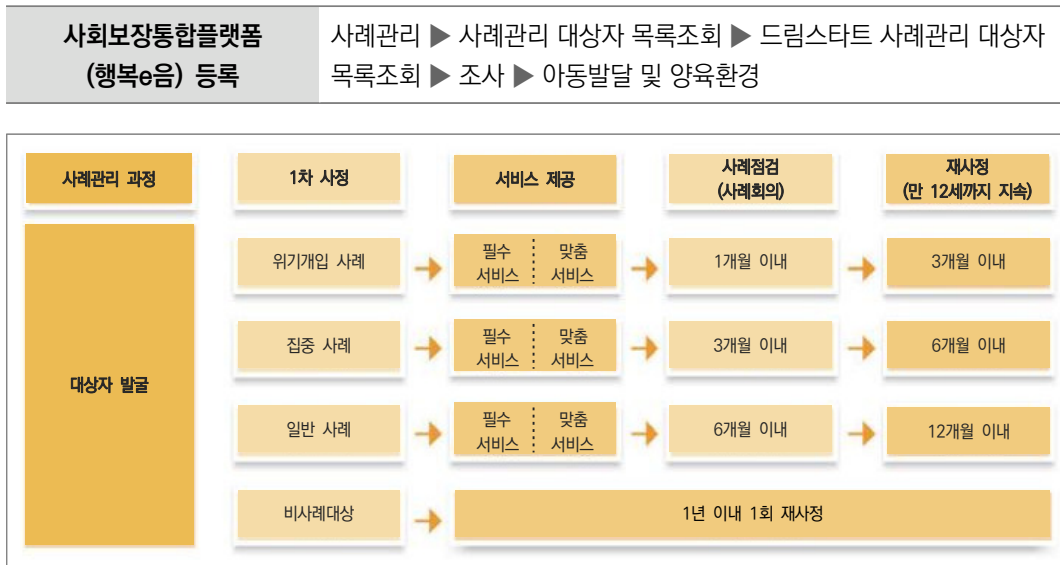 사회보장통합플랫폼
(행복e음) 등록
사례관리 ▶ 사례관리 대상자 목록조회 ▶ 드림스타트 사례관리 대상자
목록조회 ▶ 조사 ▶ 아동발달 및 양육환경
사례관리 과정
1차 사정
서비스 제공
사례점검
(사례회의)
재사정
(만 12세까지 지속)
대상자 발굴
위기개입 사례
필수 맞춤
서비스 서비스
1개월 이내
3개월 이내
집중 사례
필수 맞춤
서비스 서비스
3개월 이내
6개월 이내
일반 사례
필수 맞춤
서비스 서비스
6개월 이내
12개월 이내
비사례대상
1년 이내 1회 재사정